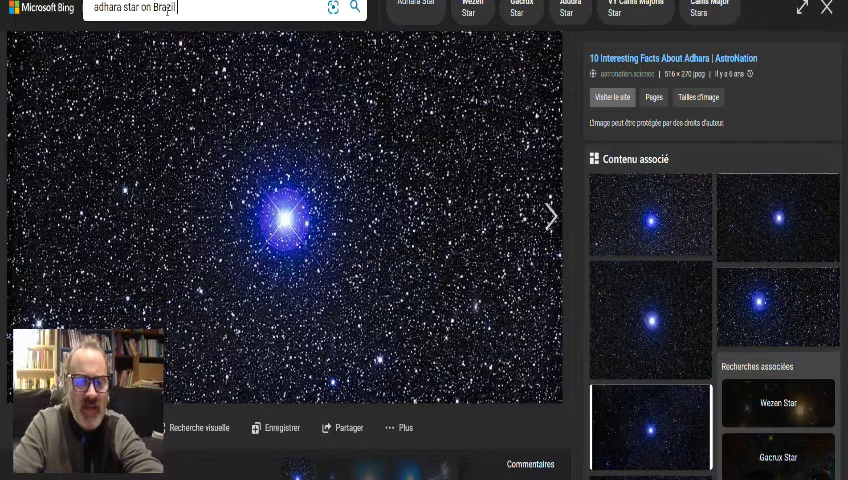 Microsoft Bing
adhara star on Brazil
Adhara Star
Wezen
Star
Gacrux
Star
Aludra
Star
VY Canis Majoris
Star
Canis Major
Stars
10 Interesting Facts About Adhara | AstroNation
astronation.science | 516 × 270 jpeg | il y a 6 ans
Visiter le site
Pages
Tailles d'image
L'image peut être protégée par des droits d'auteur.
Contenu associé
Recherches associées
Wezen Star
Gacrux Star
Recherche visuelle
Enregistrer
Partager
Plus
Commentaires